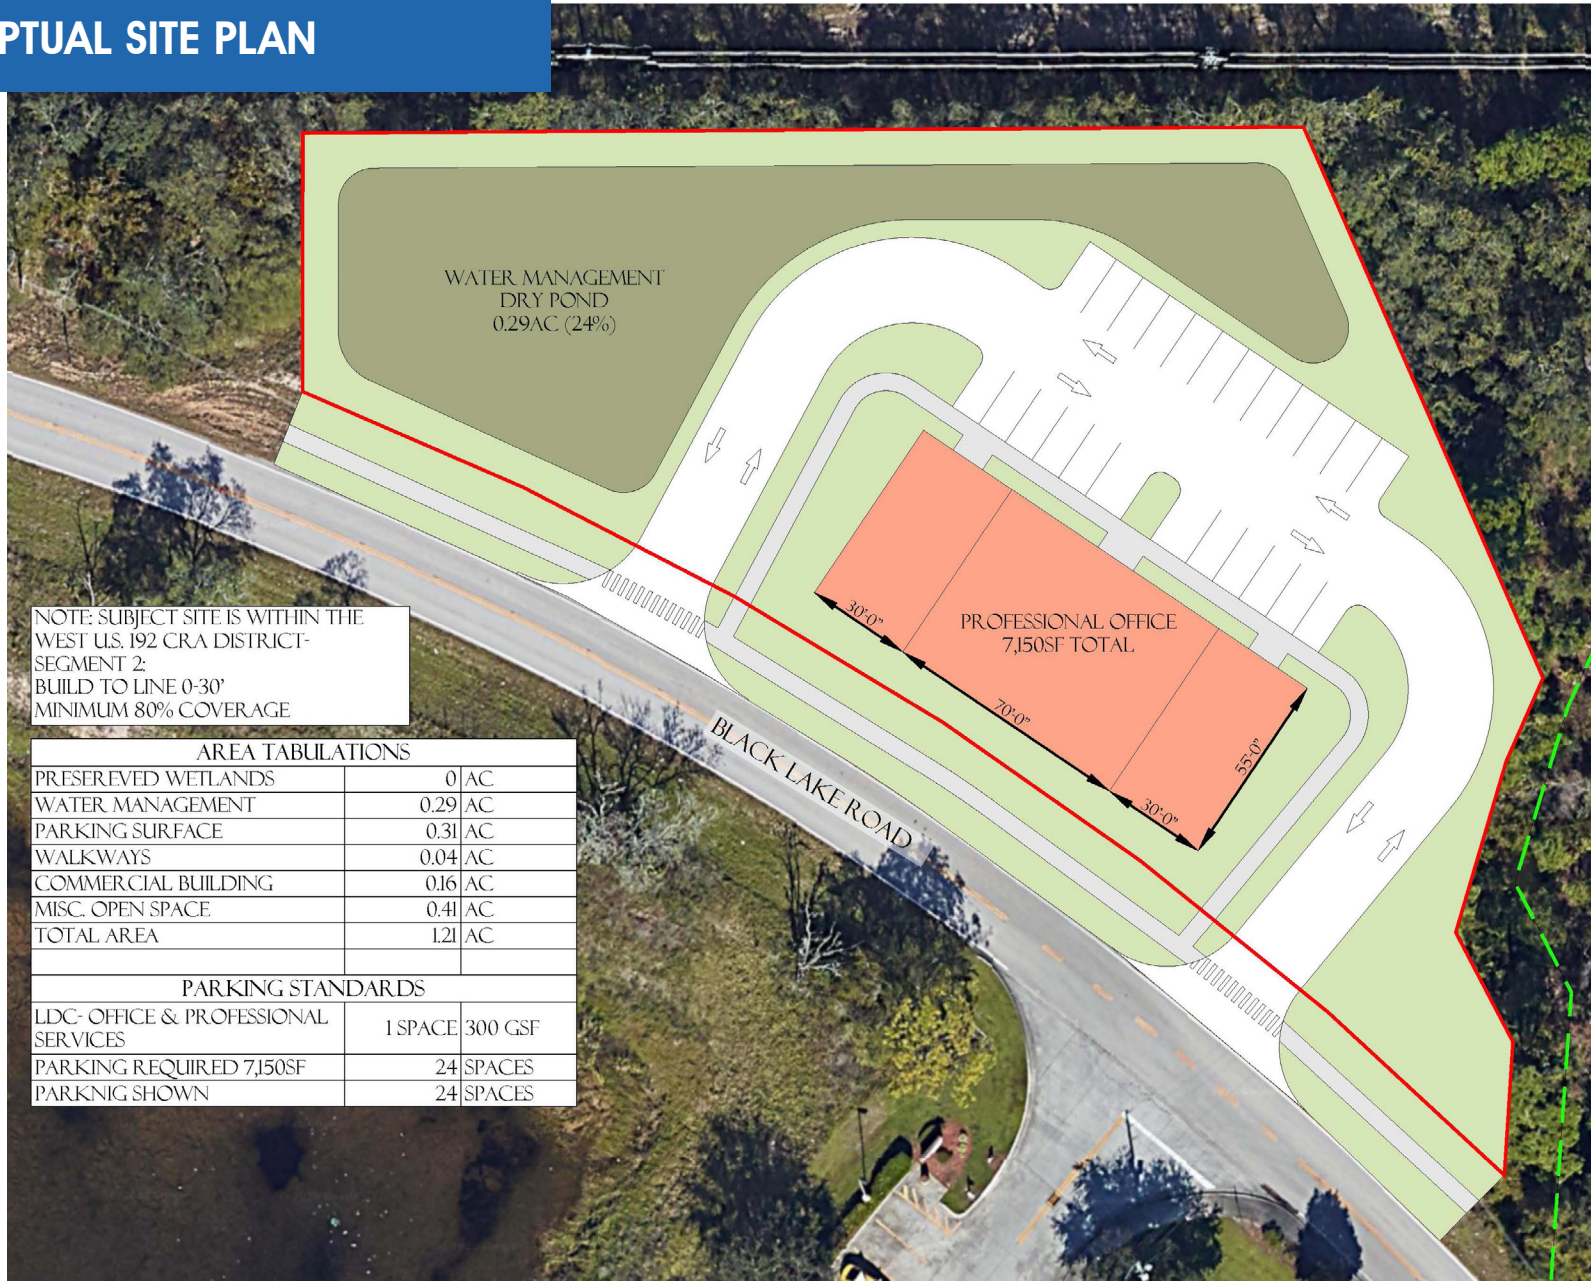 PTUAL SITE PLAN
WATER MANAGEMENT
DRY POND
0.29AC (24%)
PROFESSIONAL OFFICE
7,150SF TOTAL
30'-0"
70'-0"
30'-0"
55'-0"
BLACK LAKE ROAD
NOTE: SUBJECT SITE IS WITHIN THE
WEST U.S. 192 CRA DISTRICT-
SEGMENT 2:
BUILD TO LINE 0-30'
MINIMUM 80% COVERAGE
AREA TABULATIONS
PRESEREVED WETLANDS 0 AC
WATER MANAGEMENT 0.29 AC
PARKING SURFACE 0.31 AC
WALKWAYS 0.04 AC
COMMERCIAL BUILDING 0.16 AC
MISC. OPEN SPACE 0.41 AC
TOTAL AREA 1.21 AC
PARKING STANDARDS
LDC- OFFICE & PROFESSIONAL
SERVICES 1 SPACE 300 GSF
PARKING REQUIRED 7,150SF 24 SPACES
PARKNIG SHOWN 24 SPACES